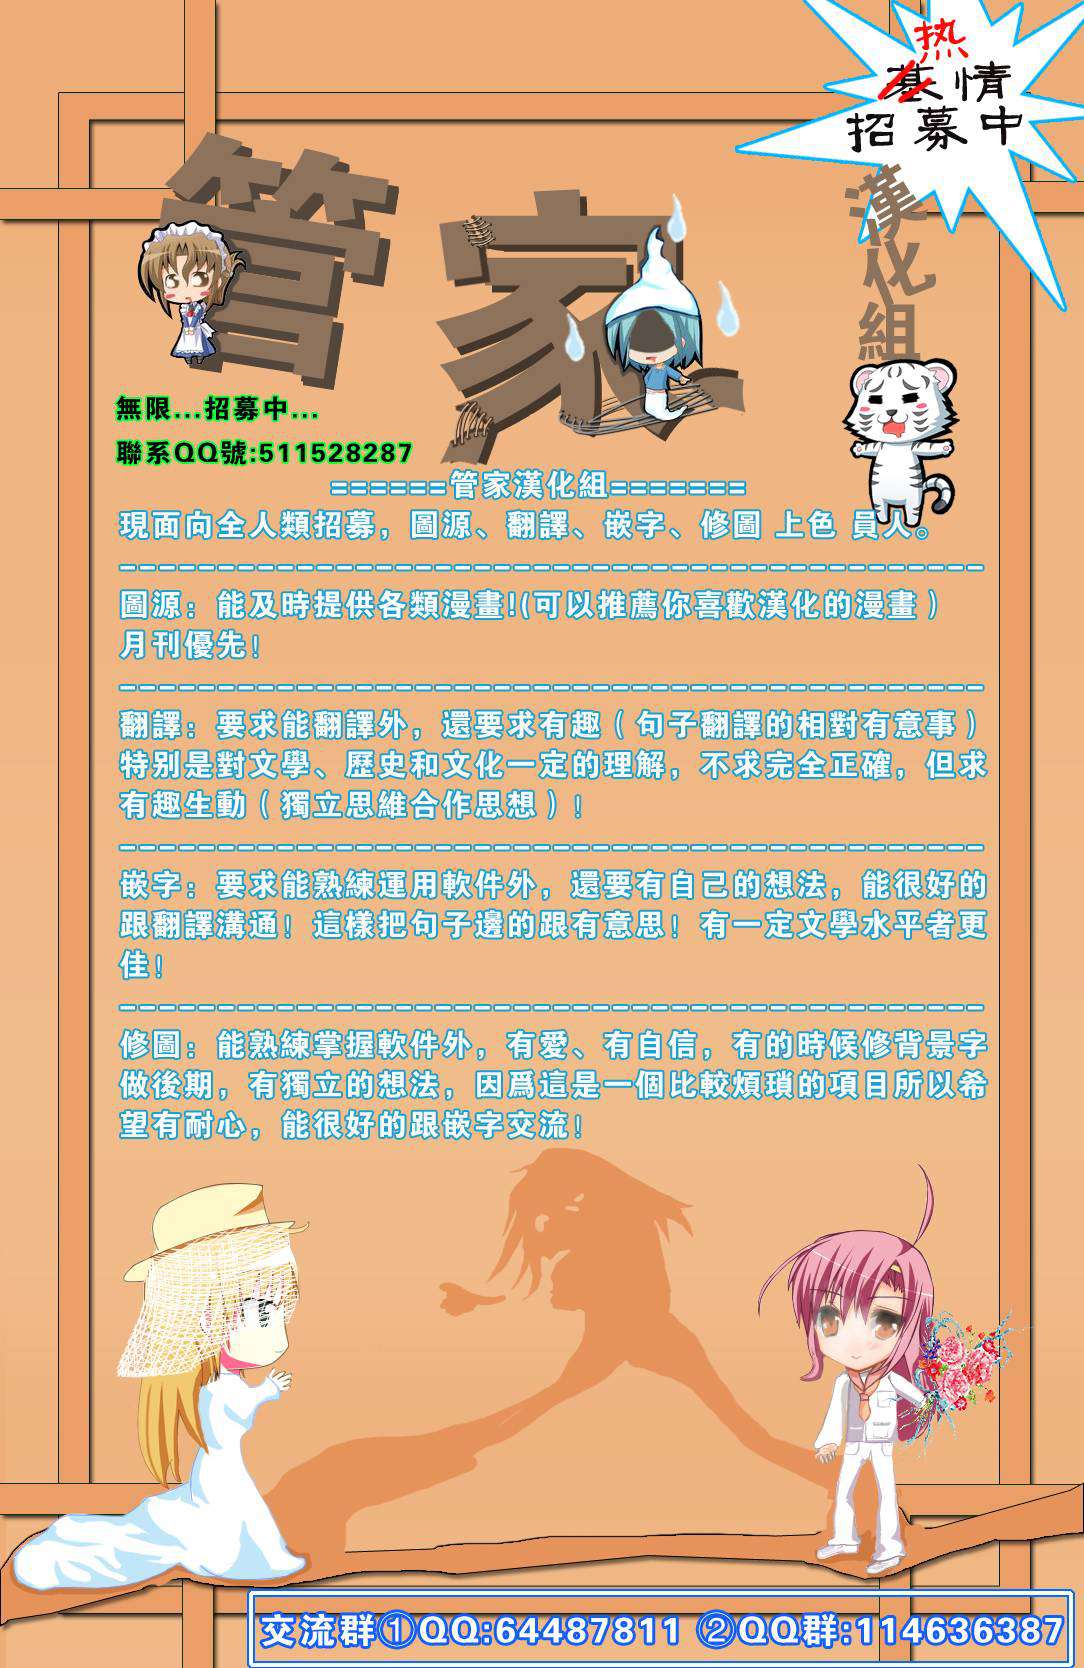 热
基情
招募中
管家
漢化組
無限...招募中...
聯系QQ號:511528287
======管家漢化組=======
現面向全人類招募，圖源、翻譯、嵌字、修圖 上色 員人。
--------------------------------------------
圖源：能及時提供各類漫畫!(可以推薦你喜歡漢化的漫畫）
月刊優先！
--------------------------------------------
翻譯：要求能翻譯外，還要求有趣（句子翻譯的相對有意事）
特别是對文學、歷史和文化一定的理解，不求完全正確，但求
有趣生動（獨立思維合作思想）！
--------------------------------------------
嵌字：要求能熟練運用軟件外，還要有自己的想法，能很好的
跟翻譯溝通！這樣把句子邊的跟有意思！有一定文學水平者更
佳！
--------------------------------------------
修圖：能熟練掌握軟件外，有愛、有自信，有的時候修背景字
做後期，有獨立的想法，因爲這是一個比較煩瑣的項目所以希
望有耐心，能很好的跟嵌字交流！
交流群①QQ:64487811 ②QQ群:114636387